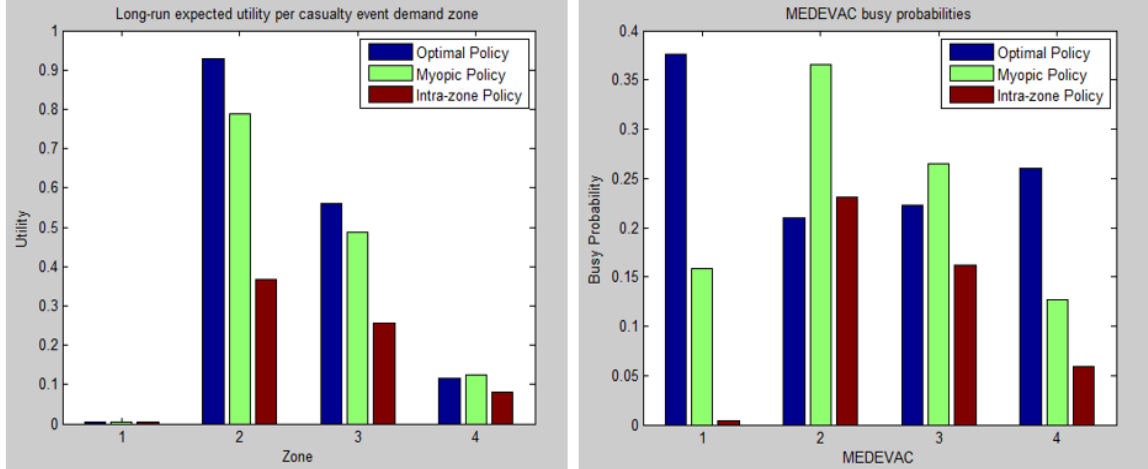 Long-run expected utility per casualty event demand zone
1
0.9
0.8
0.7
0.6
0.5
0.4
0.3
0.2
0.1
0
Utility
1 2 3 4
Zone
Optimal Policy
Myopic Policy
Intra-zone Policy
MEDEVAC busy probabilities
0.4
0.35
0.3
0.25
0.2
0.15
0.1
0.05
0
Busy Probability
1 2 3 4
MEDEVAC
Optimal Policy
Myopic Policy
Intra-zone Policy